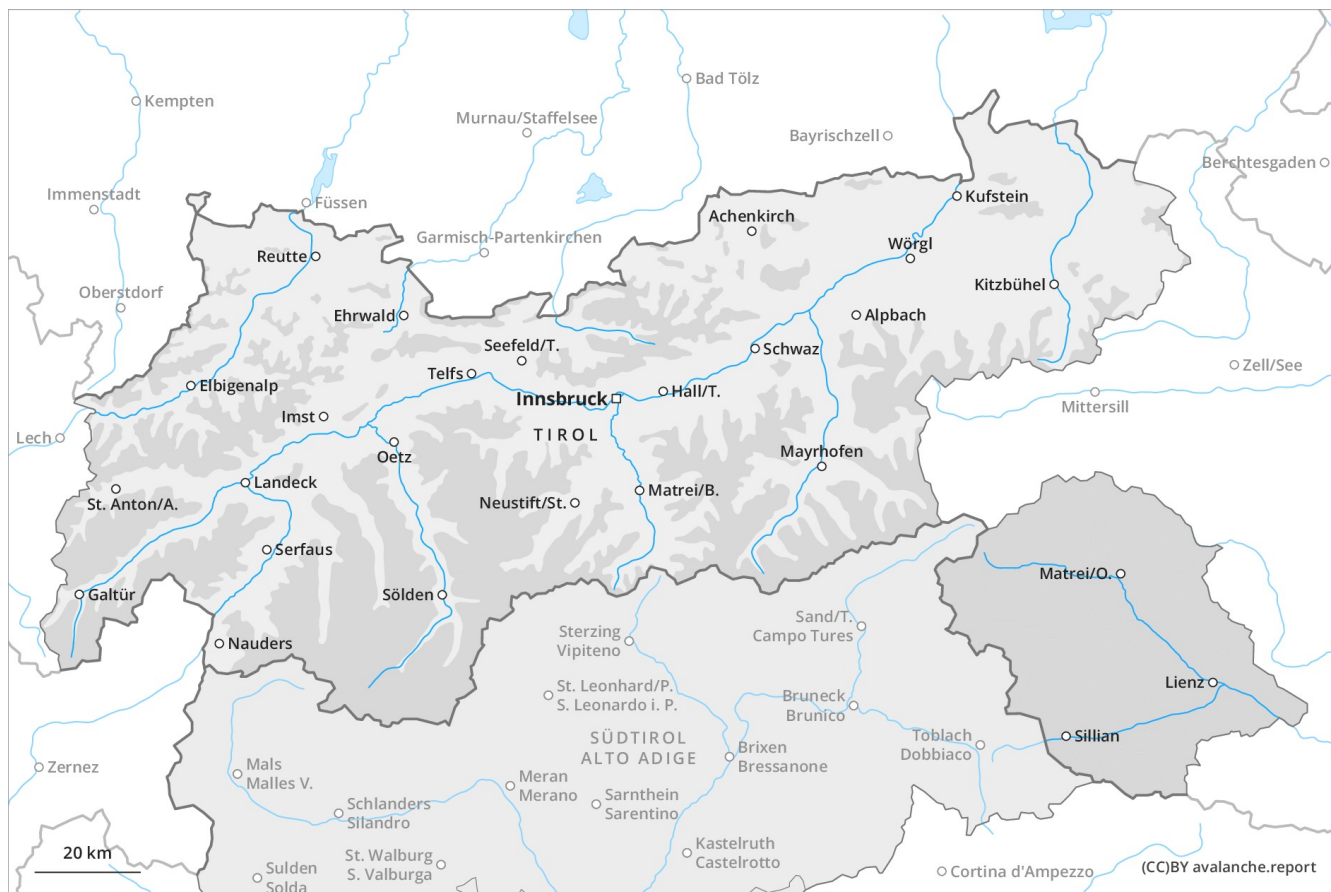 Bad Tölz
Kempten
Murnau/Staffelsee
Bayrischzell
Berchtesgaden
Immenstadt
Füssen
Kufstein
Achenkirch
Garmisch-Partenkirchen
Wörgl
Reutte
Kitzbühel
Oberstdorf
Ehrwald
Alpbach
Seefeld/T.
Schwaz
Zell/See
Telfs
Elbigenalp
Hall/T.
Innsbruck
Mittersill
Imst
TIROL
Lech
Oetz
Mayrhofen
Landeck
Matrei/B.
St. Anton/A.
Neustift/St.
Serfaus
Matrei/O.
Galtür
Sölden
Sand/T.
Campo Tures
Sterzing
Vipiteno
Nauders
Lienz
St. Leonhard/P.
S. Leonardo i. P.
Bruneck
Brunico
Sillian
SÜDTIROL
ALTO ADIGE
Toblach
Dobbiaco
Brixen
Bressanone
Zernez
Mals
Malles V.
Meran
Merano
Sarnthein
Sarentino
Schlanders
Silandro
Kastelruth
Castelrotto
20 km
St. Walburg
S. Valburga
Sulden
Solda
Cortina d'Ampezzo
(CC)BY avalanche.report